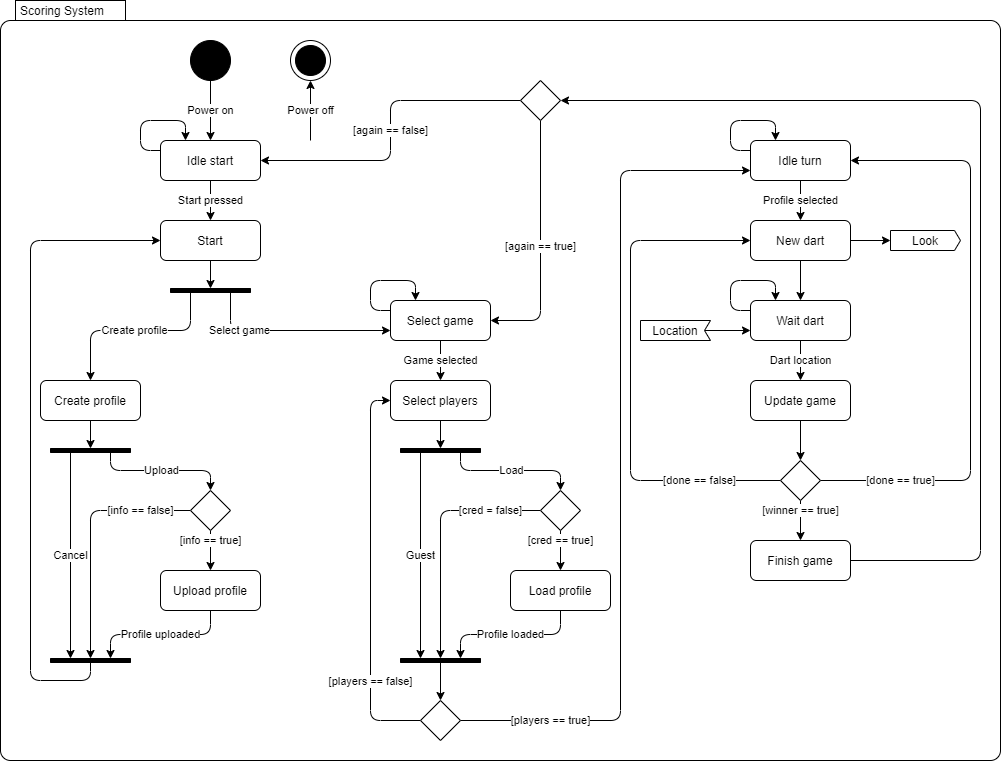 Scoring System
Power on
Power off
[again == false]
Idle start
Idle turn
Start pressed
Profile selected
Start
New dart
Look
[again == true]
Select game
Wait dart
Create profile
Select game
Location
Game selected
Dart location
Create profile
Select players
Update game
Upload
Load
[done == false]
[done == true]
[info == false]
[cred = false]
[winner == true]
[info == true]
[cred == true]
Cancel
Guest
Finish game
Upload profile
Load profile
Profile uploaded
Profile loaded
[players == false]
[players == true]